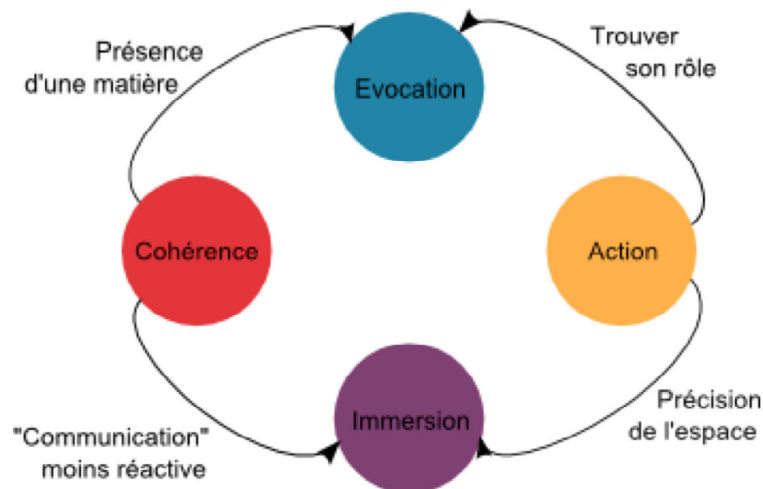 Présence
d'une matière
Evocation
Trouver
son rôle
Cohérence
Action
"Communication"
moins réactive
Immersion
Précision
de l'espace